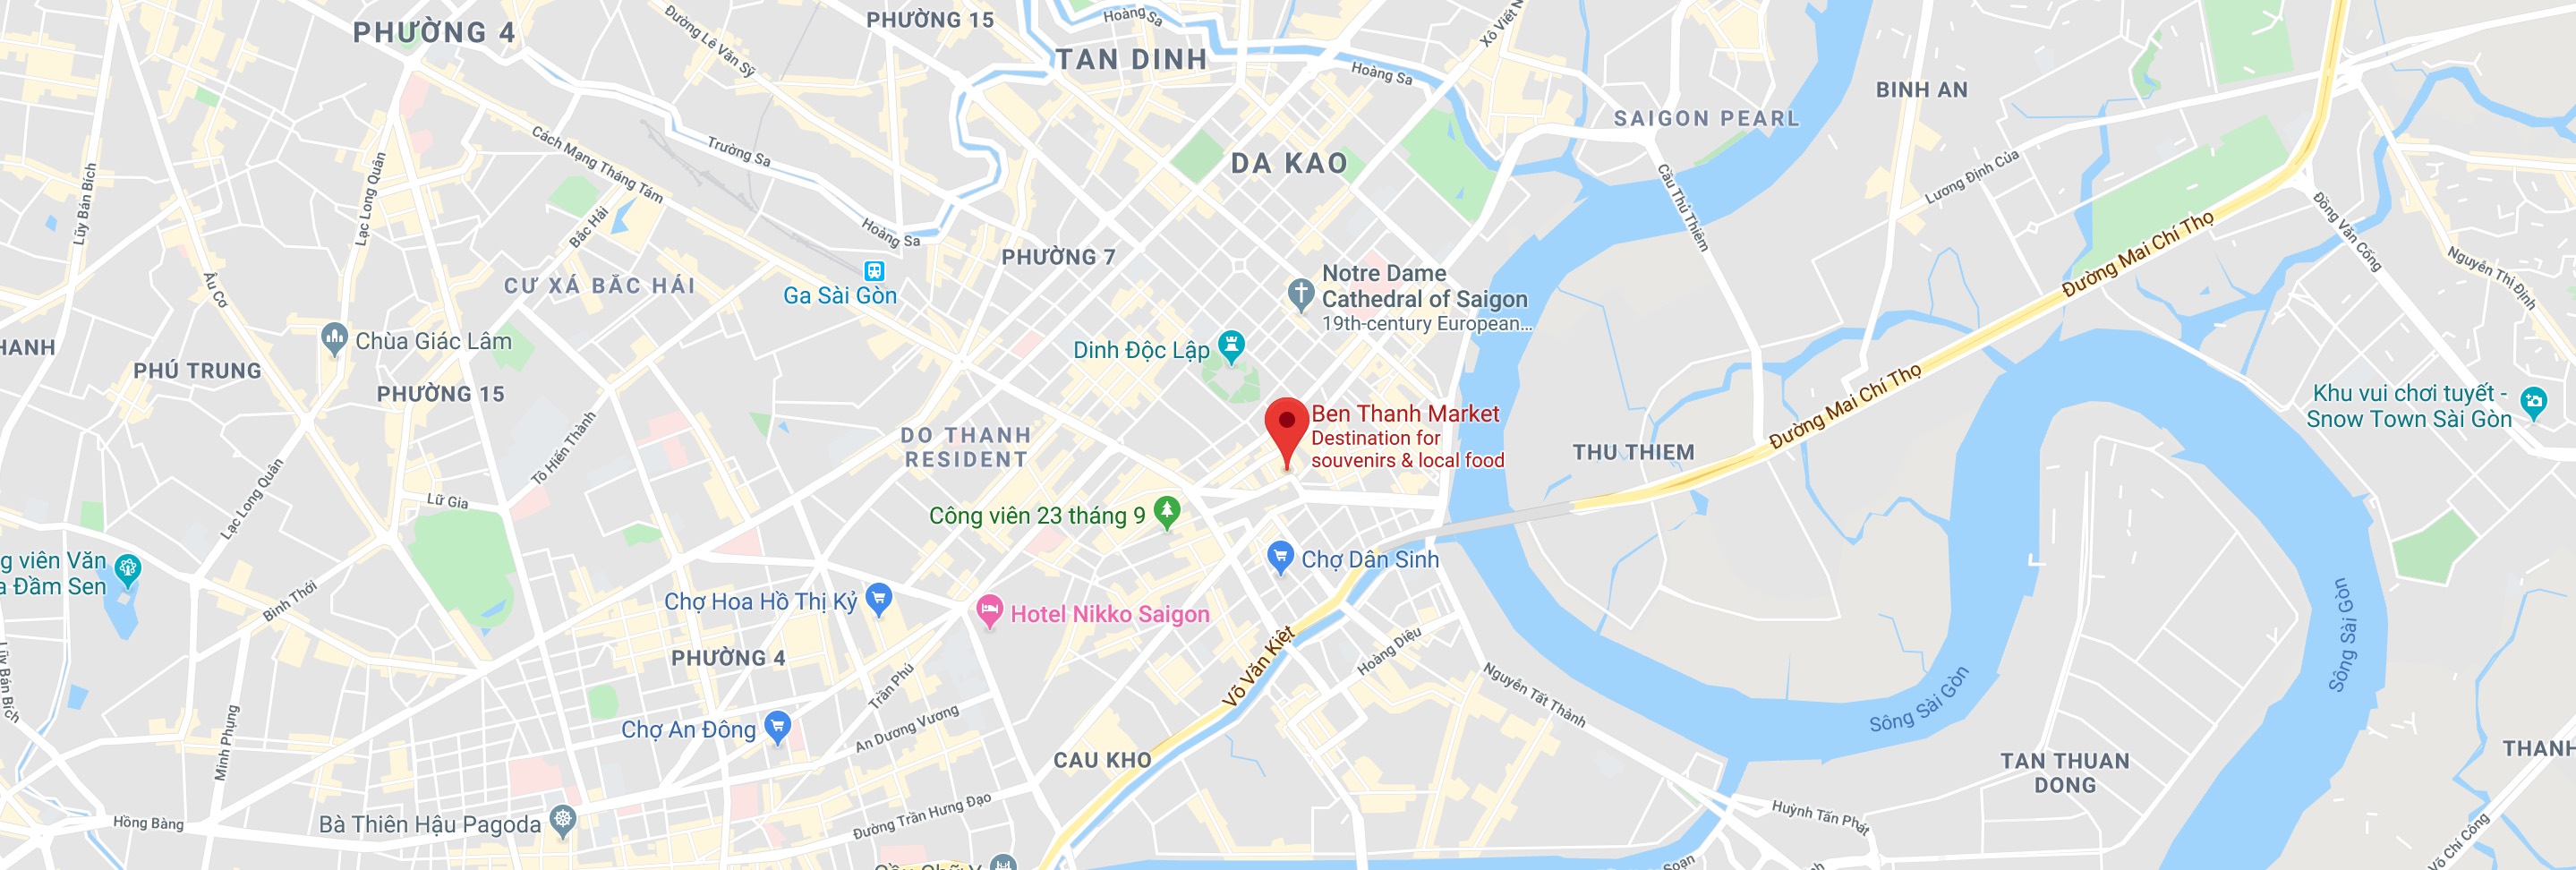 PHƯỜNG 4
Đường Lê Văn Sỹ
PHƯỜNG 15
Hoàng Sa
TAN DINH
Hoàng Sa
Xô Viết
SAIGON PEARL
BINH AN
Cách Mạng Tháng Tám
Trường Sa
DA KAO
Lũy Bán Bích
Lạc Long Quân
Bắc Hải
Hoàng Sa
Cầu Thủ Thiêm
Lương Định Của
Đường Mai Chí Thọ
Đồng Văn Cống
Nguyễn Thị Định
Âu Cơ
CƯ XÁ BẮC HẢI
Ga Sài Gòn
PHƯỜNG 7
Notre Dame
Cathedral of Saigon
19th-century European...
HANH
Chùa Giác Lâm
PHÚ TRUNG
PHƯỜNG 15
Dinh Độc Lập
Ben Thanh Market
Destination for
souvenirs & local food
DO THANH
RESIDENT
Tô Hiến Thành
THU THIEM
Đường Mai Chí Thọ
Khu vui chơi tuyết -
Snow Town Sài Gòn
Lạc Long Quân
Lữ Gia
Công viên 23 tháng 9
Chợ Dân Sinh
g viên Văn
a Đầm Sen
Bình Thới
Chợ Hoa Hồ Thị Kỷ
Hotel Nikko Saigon
Võ Văn Kiệt
Hoàng Diệu
Nguyễn Tất Thành
Sông Sài Gòn
Sông Sài Gòn
Lũy Bán Bích
PHƯỜNG 4
Trần Phú
An Dương Vương
Minh Phụng
Chợ An Đông
CAU KHO
TAN THUAN
DONG
THANH
Hồng Bàng
Bà Thiên Hậu Pagoda
Đường Trần Hưng Đạo
Huỳnh Tấn Phát
Võ Chí Công
Soạn